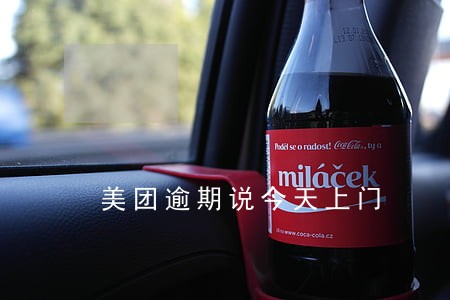 Poděl se o radost! Coca-Cola, ty a
miláček
www.coca-cola.cz
美团逾期说今天上门